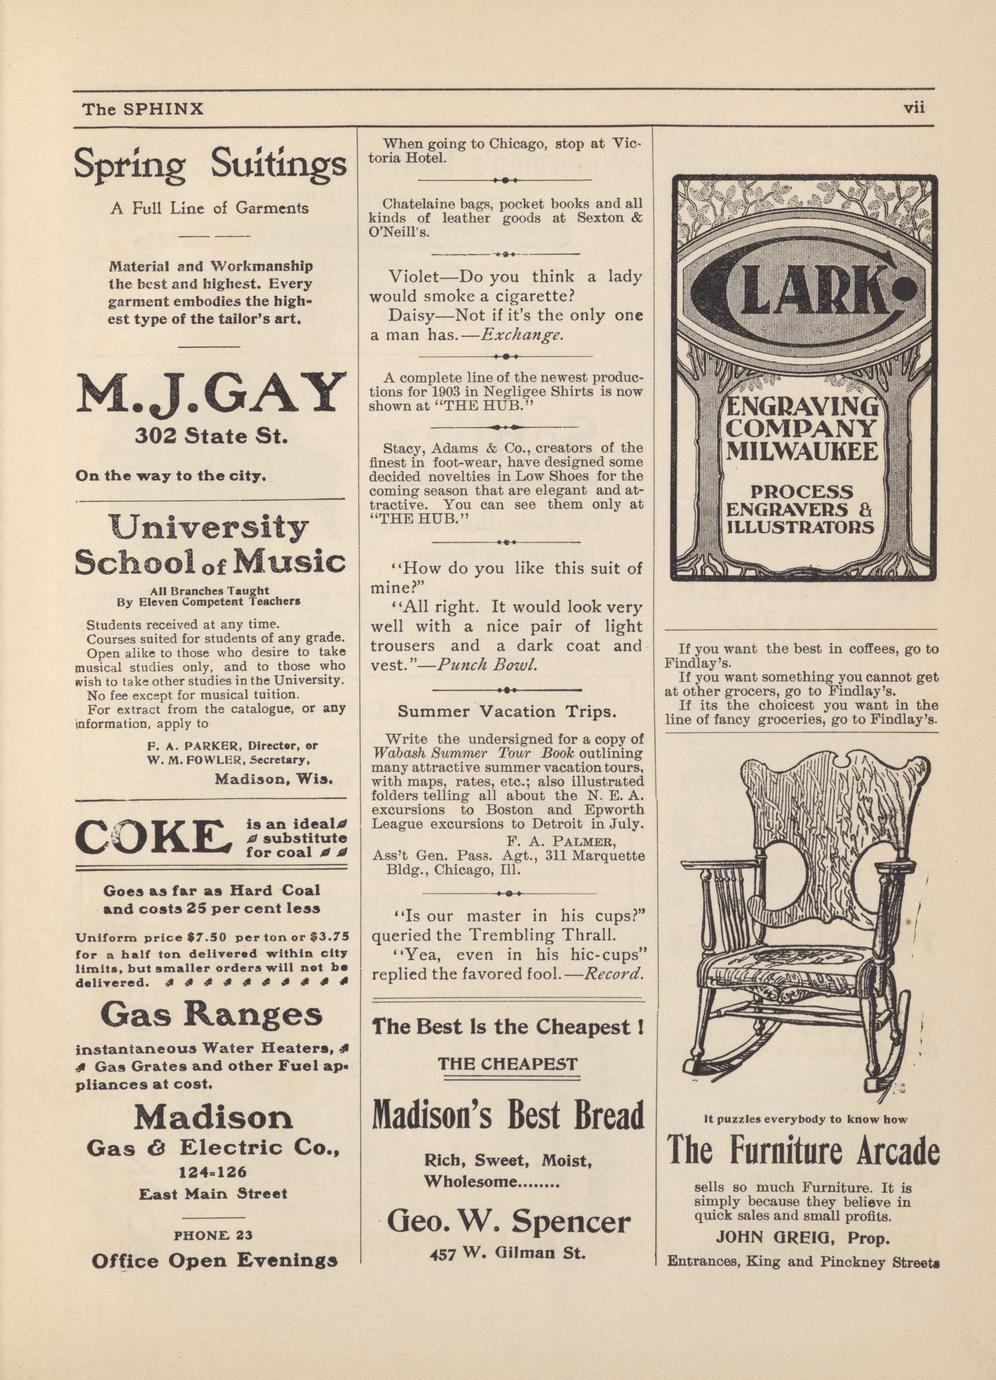 The SPHINX
vii
Spring Suitings
A Full Line of Garments
Material and Workmanship
the best and highest. Every
garment embodies the high-
est type of the tailor's art.
M.J.GAY
302 State St.
On the way to the city.
University
School of Music
All Branches Taught
By Eleven Competent Teachers
Students received at any time.
Courses suited for students of any grade.
Open alike to those who desire to take
musical studies only, and to those who
wish to take other studies in the University.
No fee except for musical tuition.
For extract from the catalogue, or any
information, apply to
F. A. PARKER, Director, or
W. M. FOWLER, Secretary,
Madison, Wis.
COKE
is an ideal
substitute
for coal
Goes as far as Hard Coal
and costs 25 per cent less
Uniform price $7.50 per ton or $3.75
for a half ton delivered within city
limits, but smaller orders will not be
delivered.
Gas Ranges
instantaneous Water Heaters,
Gas Grates and other Fuel ap-
pliances at cost.
Madison
Gas & Electric Co.,
124-126
East Main Street
PHONE 23
Office Open Evenings
When going to Chicago, stop at Vic-
toria Hotel.
Chatelaine bags, pocket books and all
kinds of leather goods at Sexton &
O'Neill's.
Violet—Do you think a lady
would smoke a cigarette?
Daisy—Not if it's the only one
a man has.—Exchange.
A complete line of the newest produc-
tions for 1903 in Negligee Shirts is now
shown at "THE HUB."
Stacy, Adams & Co., creators of the
finest in foot-wear, have designed some
decided novelties in Low Shoes for the
coming season that are elegant and at-
tractive. You can see them only at
"THE HUB."
"How do you like this suit of
mine?"
"All right. It would look very
well with a nice pair of light
trousers and a dark coat and
vest."—Punch Bowl.
Summer Vacation Trips.
Write the undersigned for a copy of
Wabash Summer Tour Book outlining
many attractive summer vacation tours,
with maps, rates, etc.; also illustrated
folders telling all about the N. E. A.
excursions to Boston and Epworth
League excursions to Detroit in July.
F. A. PALMER,
Ass't Gen. Pass. Agt., 311 Marquette
Bldg., Chicago, Ill.
"Is our master in his cups?"
queried the Trembling Thrall.
"Yea, even in his hic-cups"
replied the favored fool.—Record.
The Best Is the Cheapest !
THE CHEAPEST
Madison's Best Bread
Rich, Sweet, Moist,
Wholesome........
Geo. W. Spencer
457 W. Gilman St.
CLARK
ENGRAVING
COMPANY
MILWAUKEE
PROCESS
ENGRAVERS &
ILLUSTRATORS
If you want the best in coffees, go to
Findlay's.
If you want something you cannot get
at other grocers, go to Findlay's.
If its the choicest you want in the
line of fancy groceries, go to Findlay's.
It puzzles everybody to know how
The Furniture Arcade
sells so much Furniture. It is
simply because they believe in
quick sales and small profits.
JOHN GREIG, Prop.
Entrances, King and Pinckney Streets